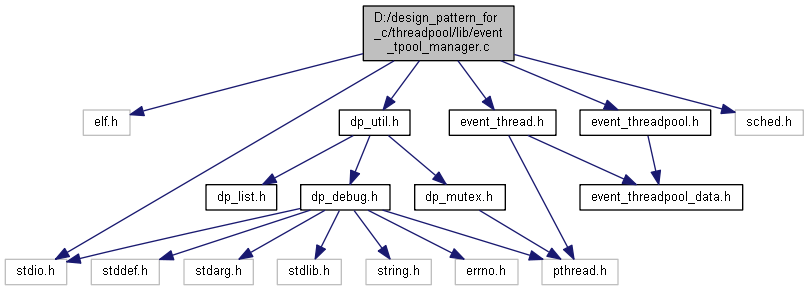 D:/design_pattern_for
_c/threadpool/lib/event
_tpool_manager.c
elf.h
dp_util.h
event_thread.h
event_threadpool.h
sched.h
dp_list.h
dp_debug.h
dp_mutex.h
event_threadpool_data.h
stdio.h
stddef.h
stdarg.h
stdlib.h
string.h
errno.h
pthread.h